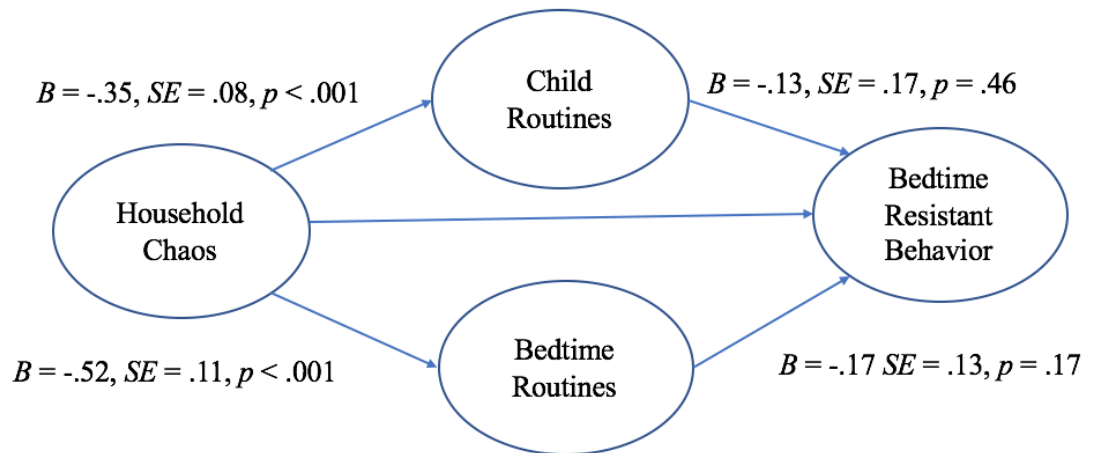 Child
Routines
B = -.35, SE = .08, p < .001
B = -.13, SE = .17, p = .46
Household
Chaos
Bedtime
Resistant
Behavior
Bedtime
Routines
B = -.52, SE = .11, p < .001
B = -.17 SE = .13, p = .17